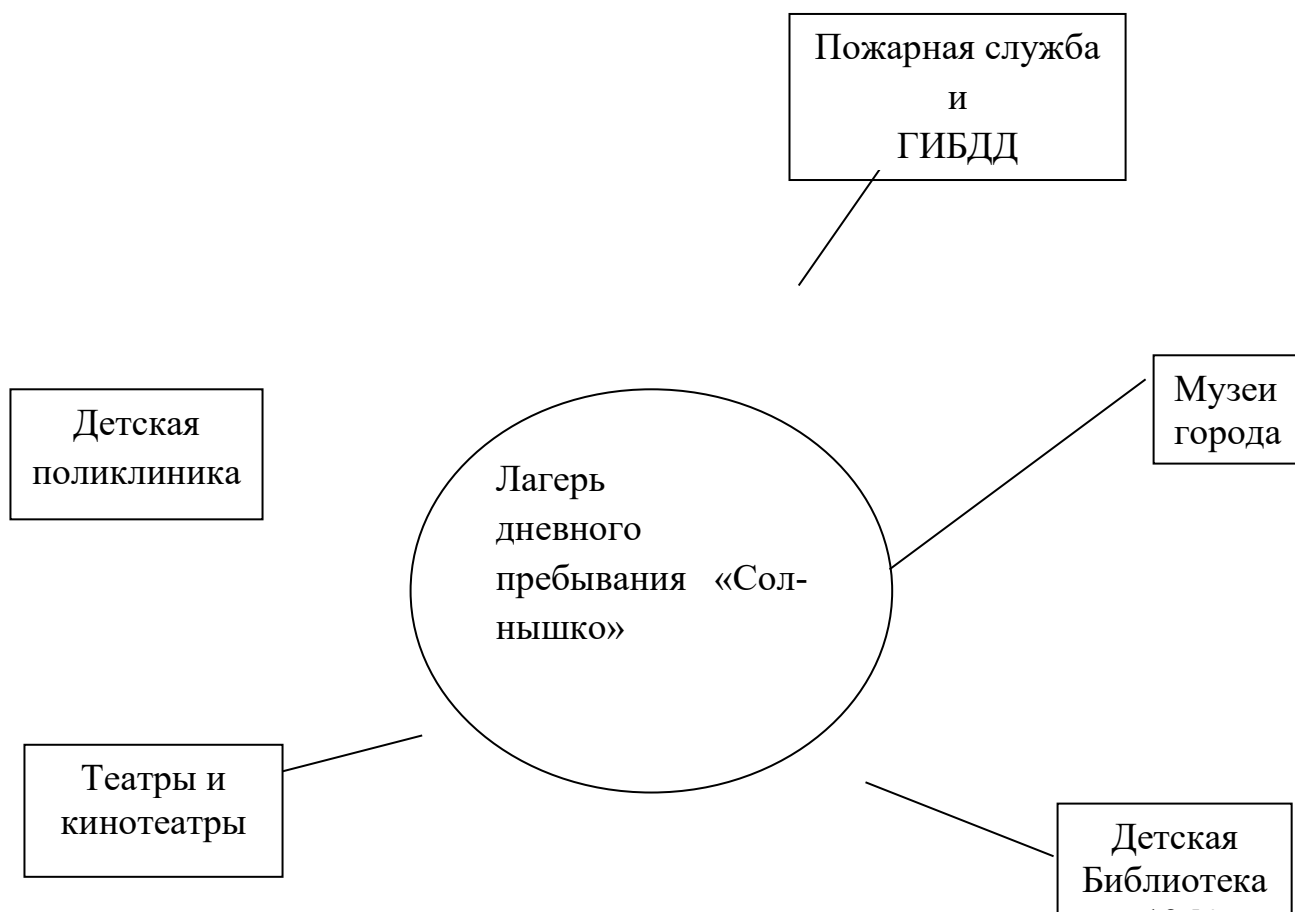 Пожарная служба
и
ГИБДД
Музеи
города
Детская
поликлиника
Лагерь
дневного
пребывания «Сол-
нышко»
Театры и
кинотеатры
Детская
Библиотека